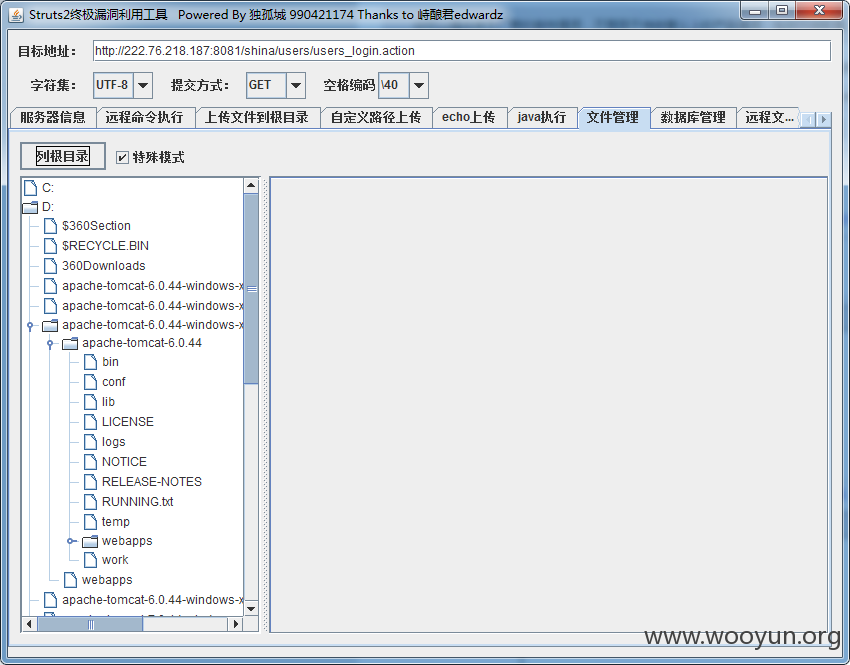 Struts2终极漏洞利用工具 Powered By 独孤城 990421174 Thanks to 峙酿君edwardz
目标地址： http://222.76.218.187:8081/shina/users/users_login.action
字符集： UTF-8 提交方式： GET 空格编码 \40
服务器信息 远程命令执行 上传文件到根目录 自定义路径上传 echo上传 java执行 文件管理 数据库管理 远程文...
列根目录 特殊模式
C:
D:
$360Section
$RECYCLE.BIN
360Downloads
apache-tomcat-6.0.44-windows-x
apache-tomcat-6.0.44-windows-x
apache-tomcat-6.0.44-windows-x
apache-tomcat-6.0.44
bin
conf
lib
LICENSE
logs
NOTICE
RELEASE-NOTES
RUNNING.txt
temp
webapps
work
webapps
apache-tomcat-6.0.44-windows-x
www.wooyun.org